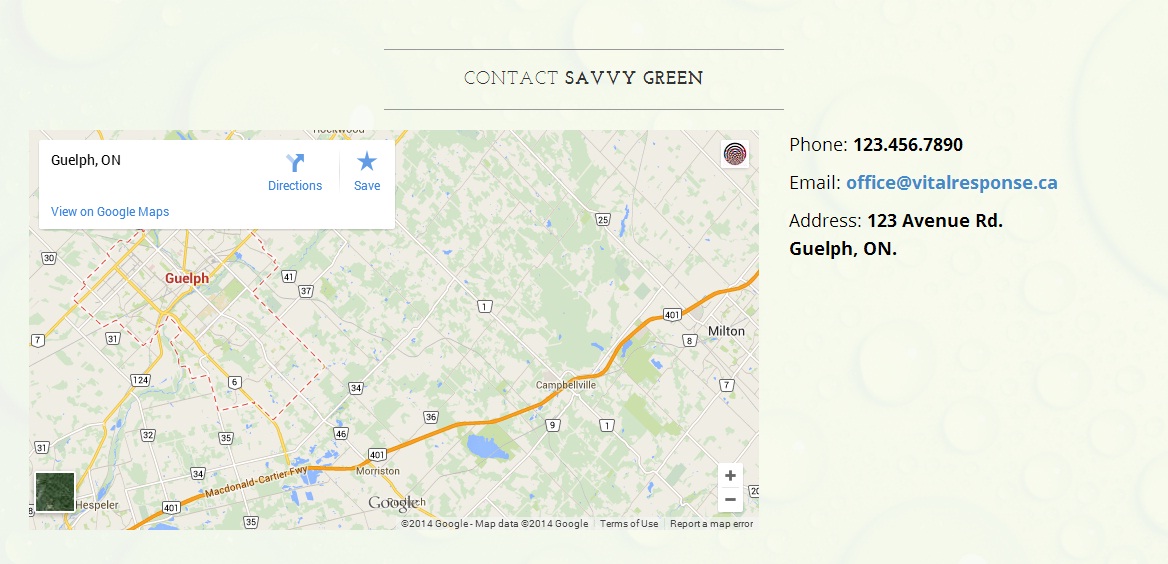 CONTACT SAVVY GREEN
Guelph, ON
Directions
Save
View on Google Maps
Phone: 123.456.7890
Email: office@vitalresponse.ca
Address: 123 Avenue Rd.
Guelph, ON.
Rockwood
25
30
Guelph
41
37
1
401
Milton
7
31
8
124
6
34
Campbellville
7
36
9
1
32
35
46
31
401
34
Macdonald-Cartier Fwy
Morriston
Hespeler
401
35
Google
20
©2014 Google - Map data ©2014 Google
Terms of Use
Report a map error